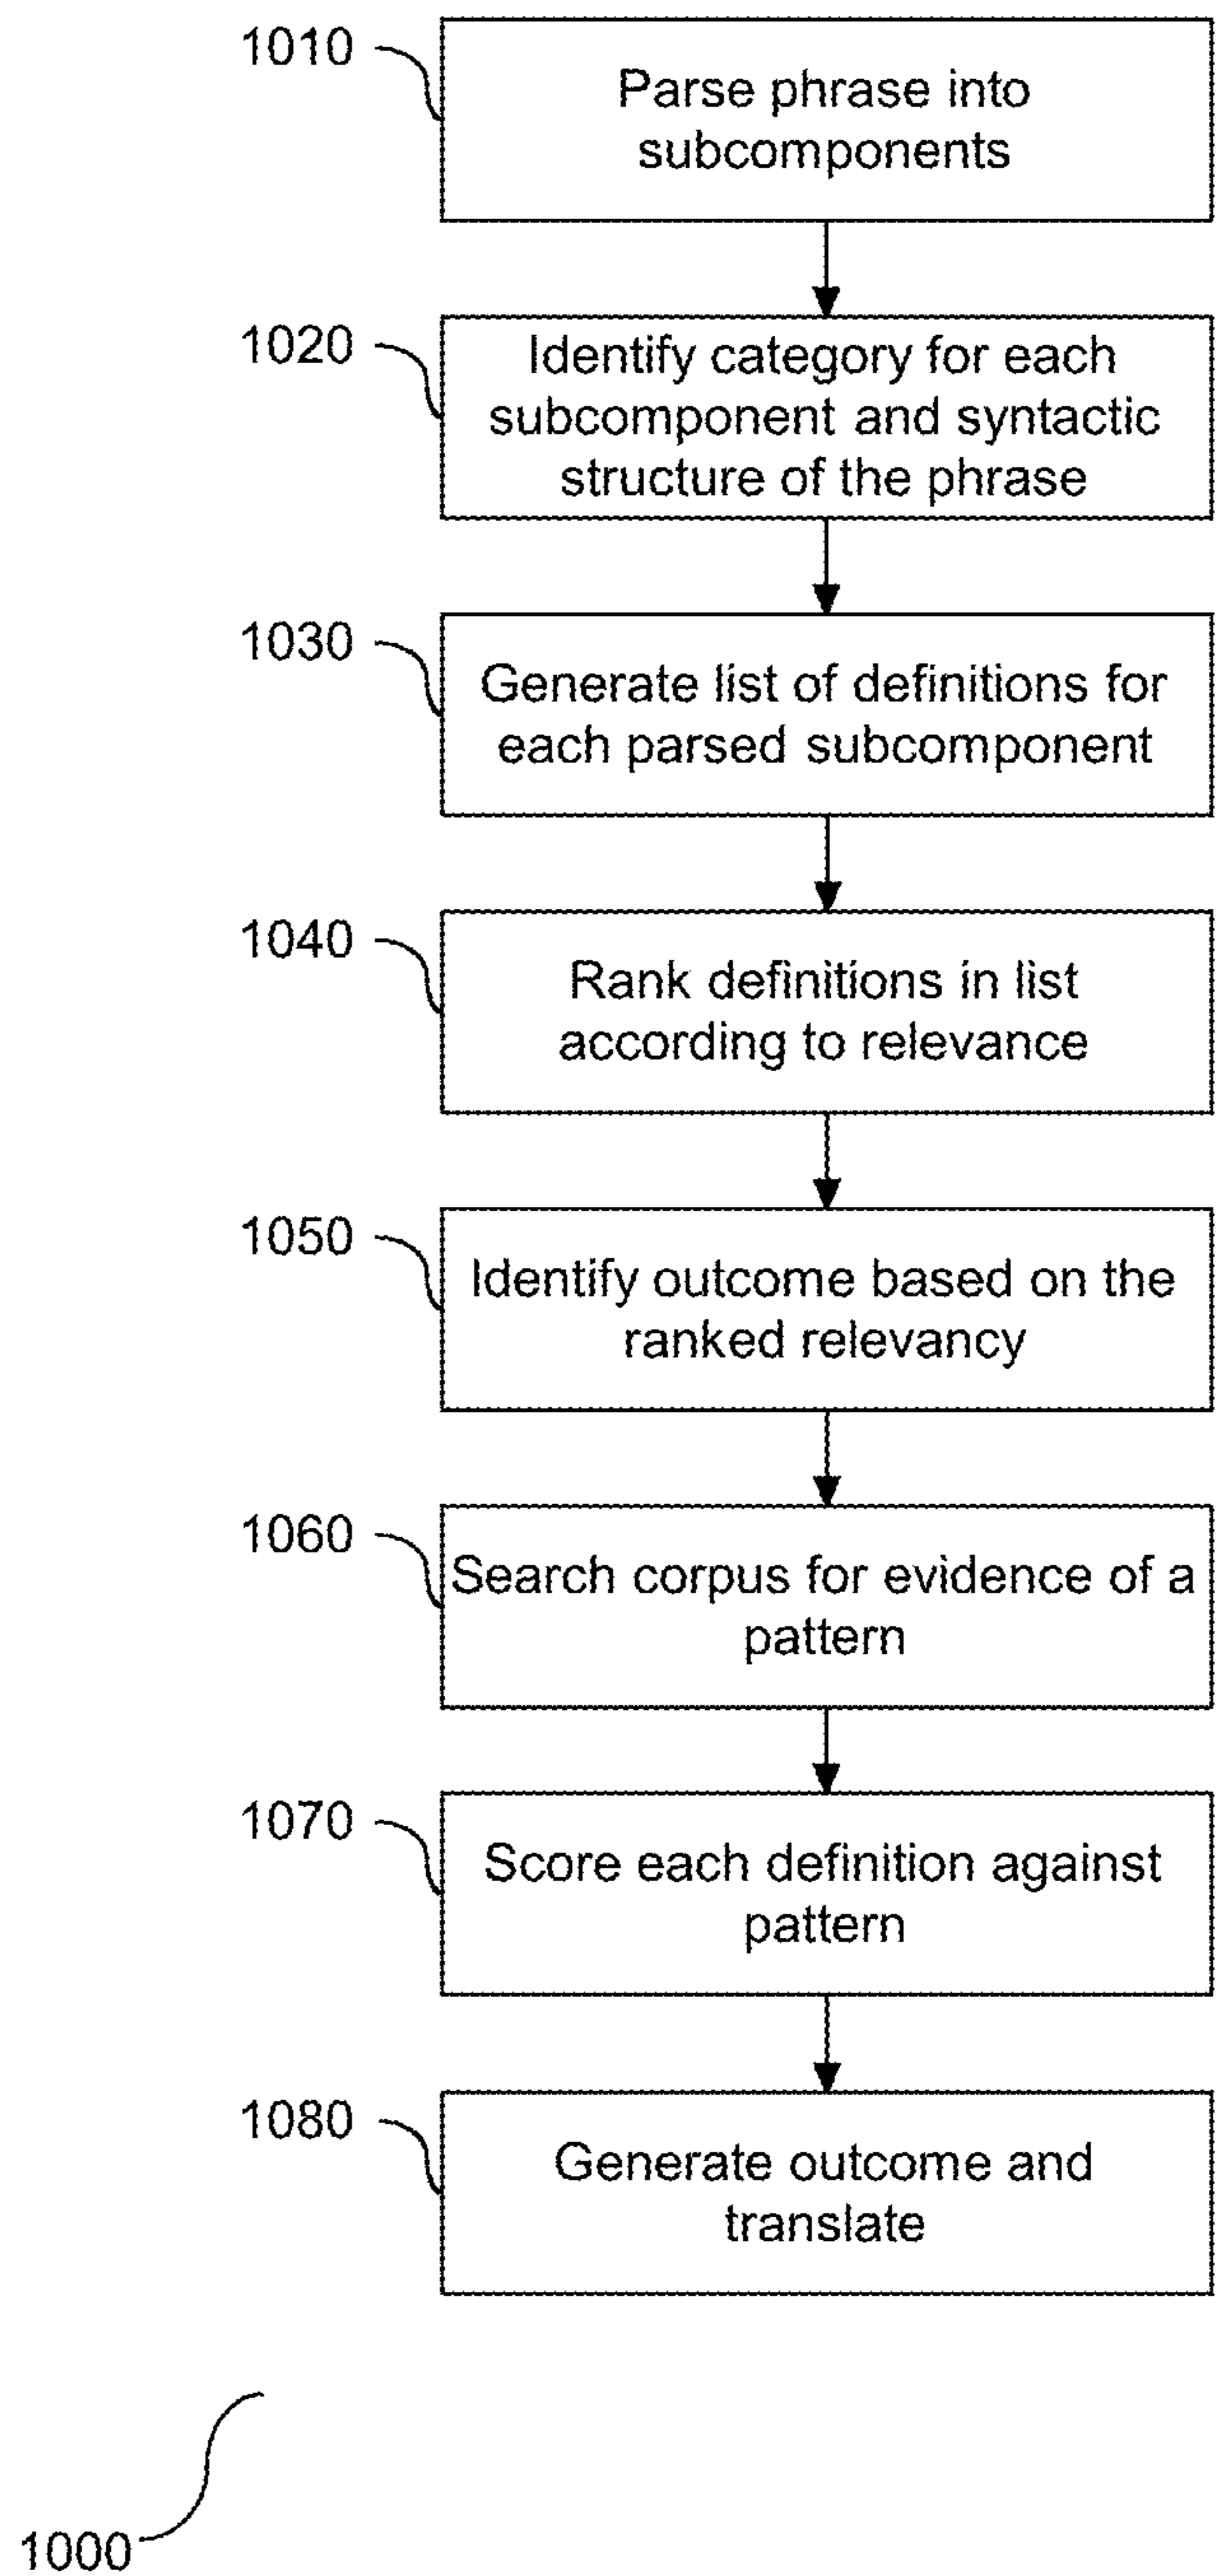 1010
Parse phrase into
subcomponents
1020
Identify category for each
subcomponent and syntactic
structure of the phrase
1030
Generate list of definitions for
each parsed subcomponent
1040
Rank definitions in list
according to relevance
1050
Identify outcome based on the
ranked relevancy
1060
Search corpus for evidence of a
pattern
1070
Score each definition against
pattern
1080
Generate outcome and
translate
1000